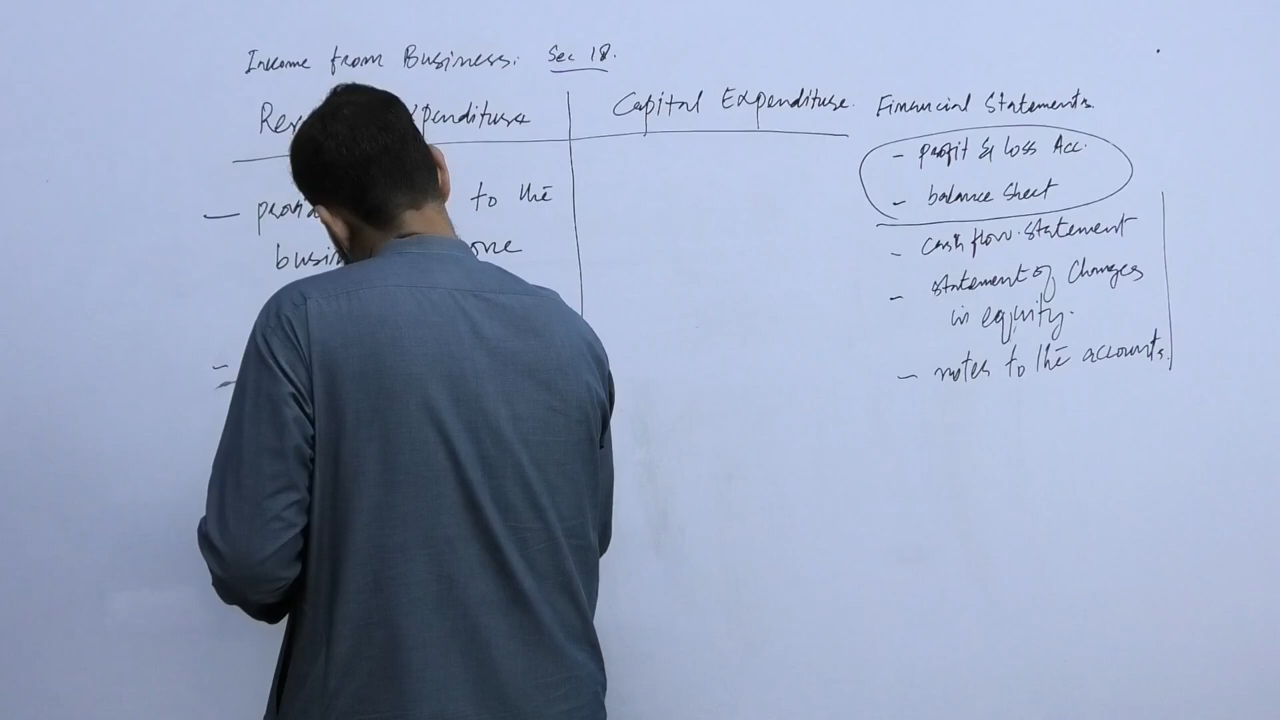 Income from Business. Sec 18.
Capital Expenditure.
to the
Financial Statements.
- profit & loss Acc.
- balance sheet
- Cash flow statement
- statement of Changes
in equity.
- notes to the accounts.